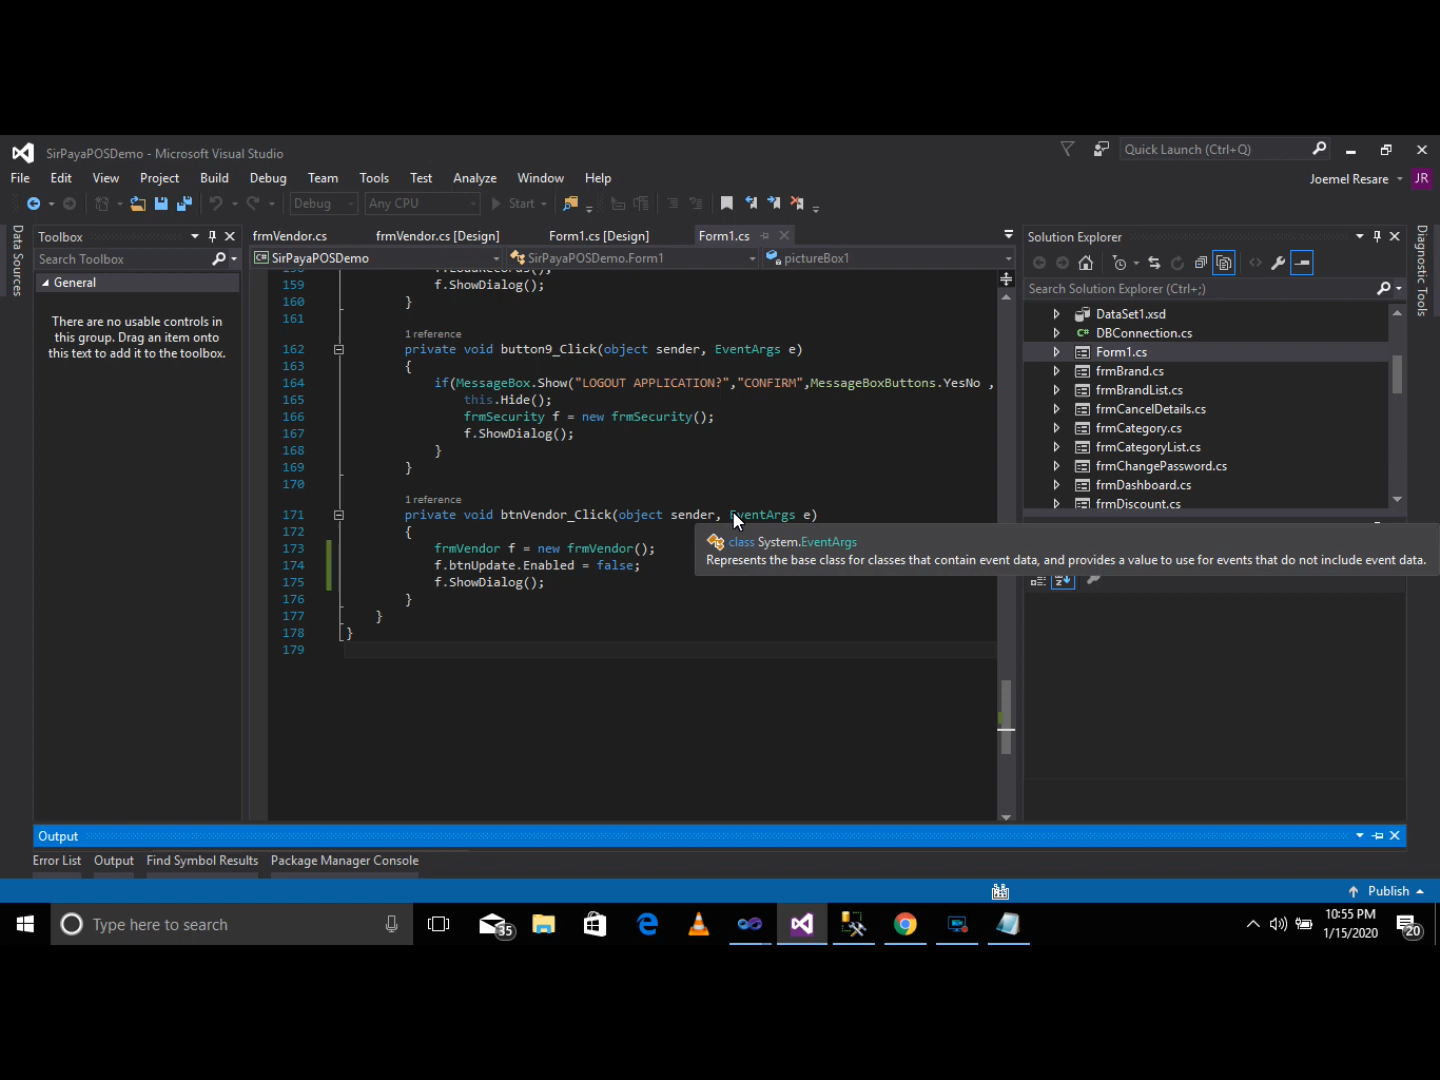 SirPayaPOSDemo - Microsoft Visual Studio
Quick Launch (Ctrl+Q)
File Edit View Project Build Debug Team Tools Test Analyze Window Help
Joemel Resare JR
Debug Any CPU Start
Data Sources
Toolbox
Search Toolbox
General
There are no usable controls in
this group. Drag an item onto
this text to add it to the toolbox.
frmVendor.cs frmVendor.cs [Design] Form1.cs [Design] Form1.cs
SirPayaPOSDemo SirPayaPOSDemo.Form1 pictureBox1
159 f.ShowDialog();
160 }
161
1 reference
162 private void button9_Click(object sender, EventArgs e)
163 {
164 if(MessageBox.Show("LOGOUT APPLICATION?","CONFIRM",MessageBoxButtons.YesNo ,
165 this.Hide();
166 frmSecurity f = new frmSecurity();
167 f.ShowDialog();
168 }
169 }
170
1 reference
171 private void btnVendor_Click(object sender, EventArgs e)
172 {
173 frmVendor f = new frmVendor();
174 f.btnUpdate.Enabled = false;
175 f.ShowDialog();
176 }
177 }
178 }
179
class System.EventArgs
Represents the base class for classes that contain event data, and provides a value to use for events that do not include event data.
Solution Explorer
Search Solution Explorer (Ctrl+;)
DataSet1.xsd
C# DBConnection.cs
Form1.cs
frmBrand.cs
frmBrandList.cs
frmCancelDetails.cs
frmCategory.cs
frmCategoryList.cs
frmChangePassword.cs
frmDashboard.cs
frmDiscount.cs
Diagnostic Tools
Output
Error List Output Find Symbol Results Package Manager Console
Publish
Type here to search
35
10:55 PM
1/15/2020
20